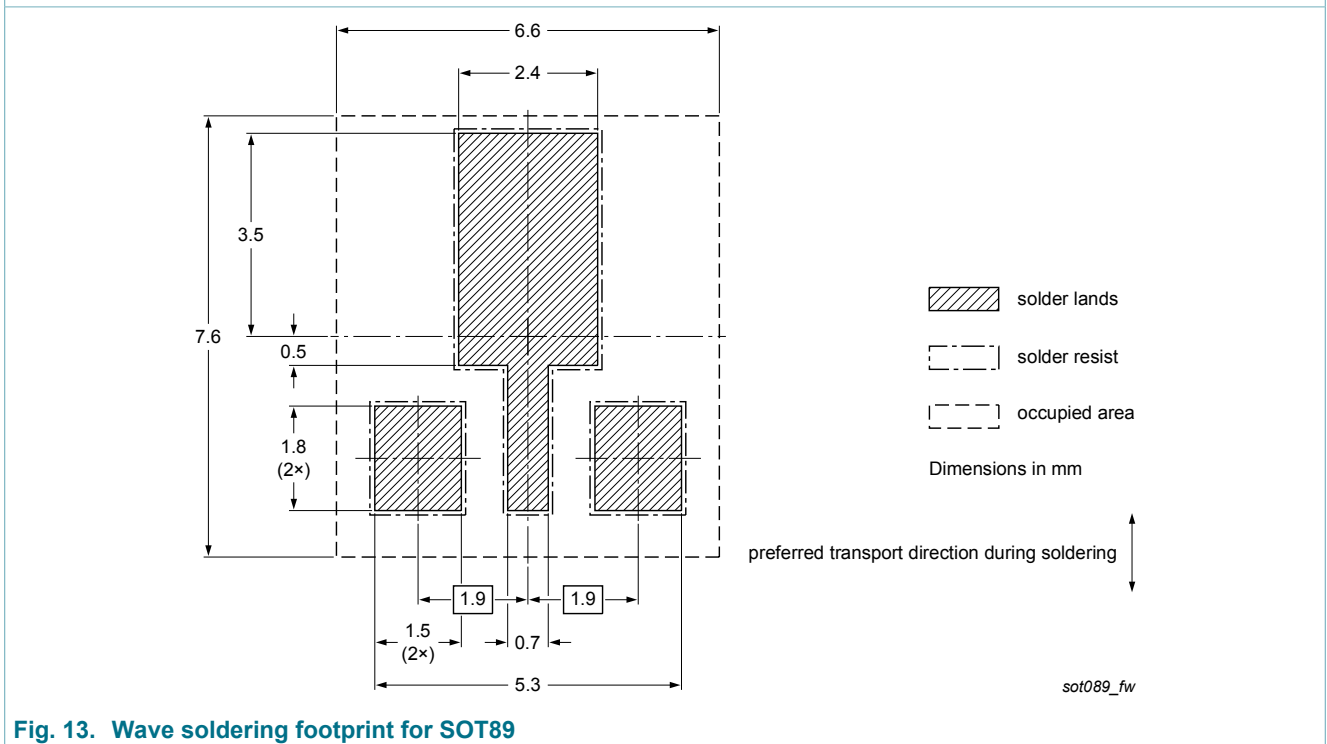 6.6
2.4
3.5
7.6
0.5
1.8
(2×)
1.9
1.9
1.5
(2×)
0.7
5.3
solder lands
solder resist
occupied area
Dimensions in mm
preferred transport direction during soldering
sot089_fw
Fig. 13. Wave soldering footprint for SOT89